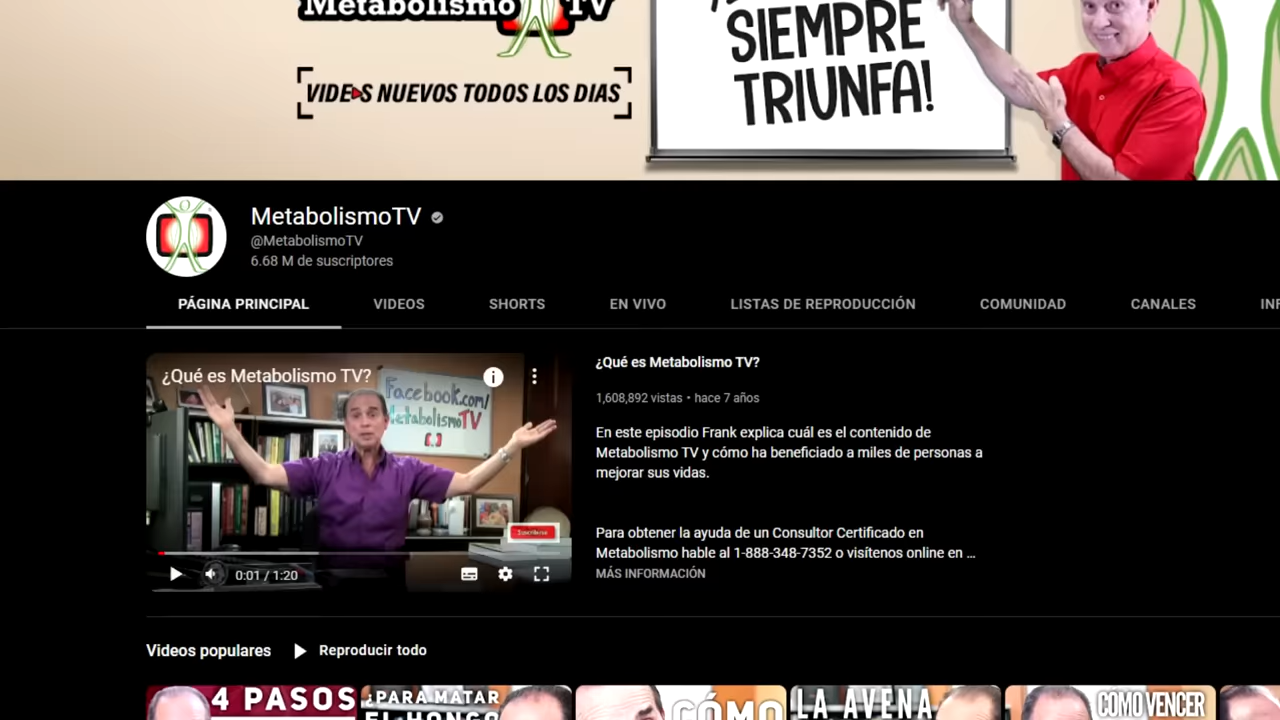 Metabolismo TV
VIDEOS NUEVOS TODOS LOS DIAS
SIEMPRE
TRIUNFA!
MetabolismoTV
@MetabolismoTV
6.68 M de suscriptores
PÁGINA PRINCIPAL VIDEOS SHORTS EN VIVO LISTAS DE REPRODUCCIÓN COMUNIDAD CANALES
¿Qué es Metabolismo TV?
Facebook.com/
MetabolismoTV
Inscribirse
0:01 / 1:20
¿Qué es Metabolismo TV?
1,608,892 vistas • hace 7 años
En este episodio Frank explica cuál es el contenido de
Metabolismo TV y cómo ha beneficiado a miles de personas a
mejorar sus vidas.
Para obtener la ayuda de un Consultor Certificado en
Metabolismo hable al 1-888-348-7352 o visítenos online en ...
MÁS INFORMACIÓN
Videos populares Reproducir todo
4 PASOS
¿PARA MATAR
EL HONGO
CÓMO
LA AVENA
CÓMO VENCER